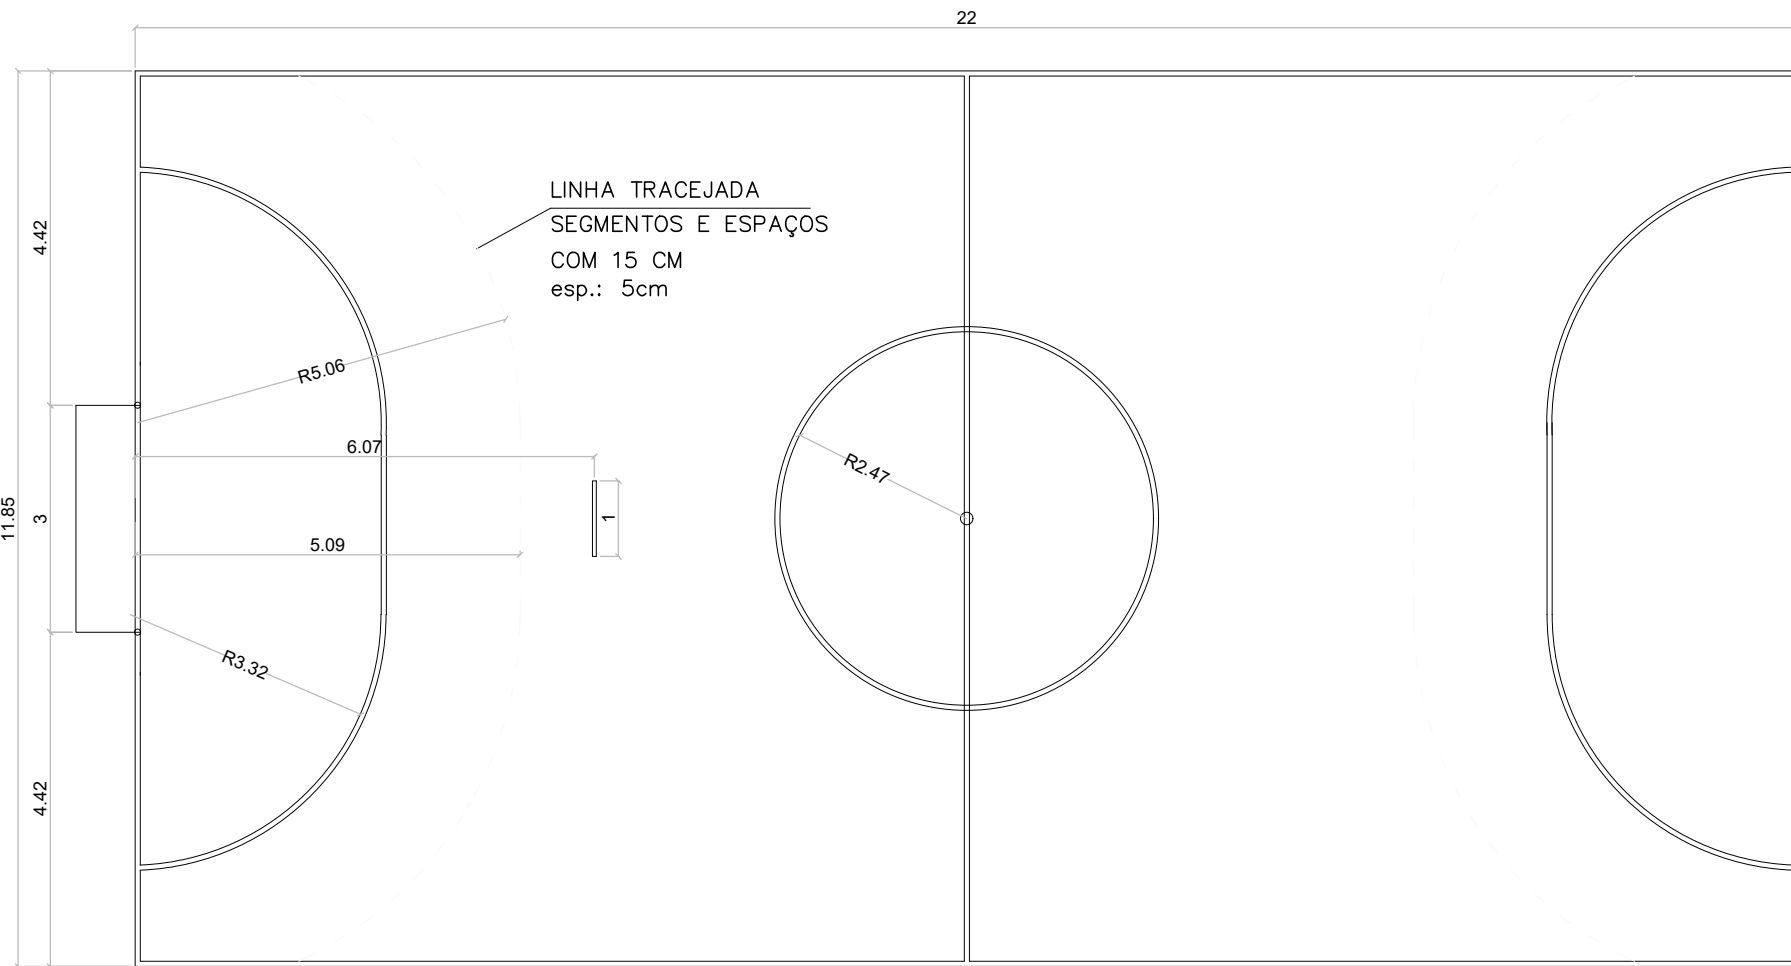 22
LINHA TRACEJADA
SEGMENTOS E ESPAÇOS
COM 15 CM
esp.: 5cm
4.42
R5.06
6.07
R2.47
11.85
3
1
5.09
R3.32
4.42